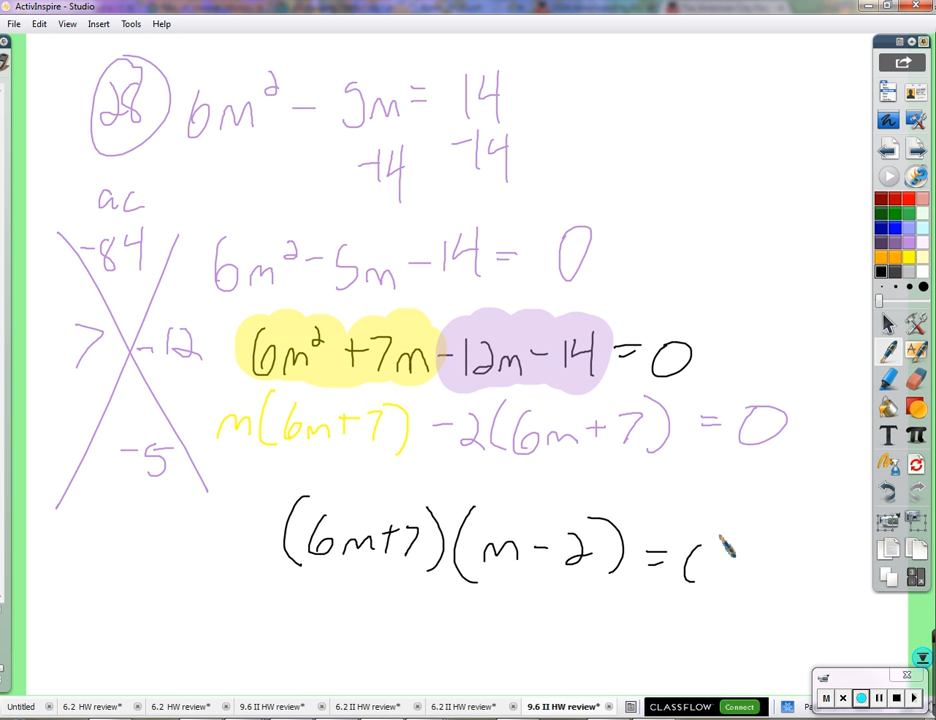 ActivInspire - Studio
File Edit View Insert Tools Help
28 6m² - 5m = 14
-14 -14
ac
-84 6m² - 5m - 14 = 0
7 -12 6m² + 7m - 12m - 14 = 0
m(6m + 7) - 2(6m + 7) = 0
-5
(6m + 7)(m - 2) = (
Untitled 6.2 HW review* 6.2 HW review* 9.6 II HW review* 6.2 II HW review* 6.2 II HW review* 9.6 II HW review* CLASSFLOW Connect